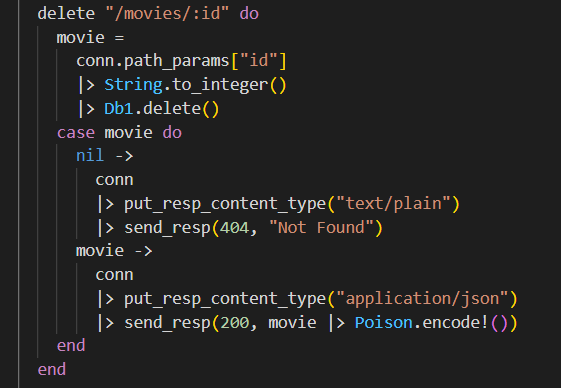 delete "/movies/:id" do
  movie =
    conn.path_params["id"]
    |> String.to_integer()
    |> Db1.delete()
  case movie do
    nil ->
      conn
      |> put_resp_content_type("text/plain")
      |> send_resp(404, "Not Found")
    movie ->
      conn
      |> put_resp_content_type("application/json")
      |> send_resp(200, movie |> Poison.encode!())
  end
end